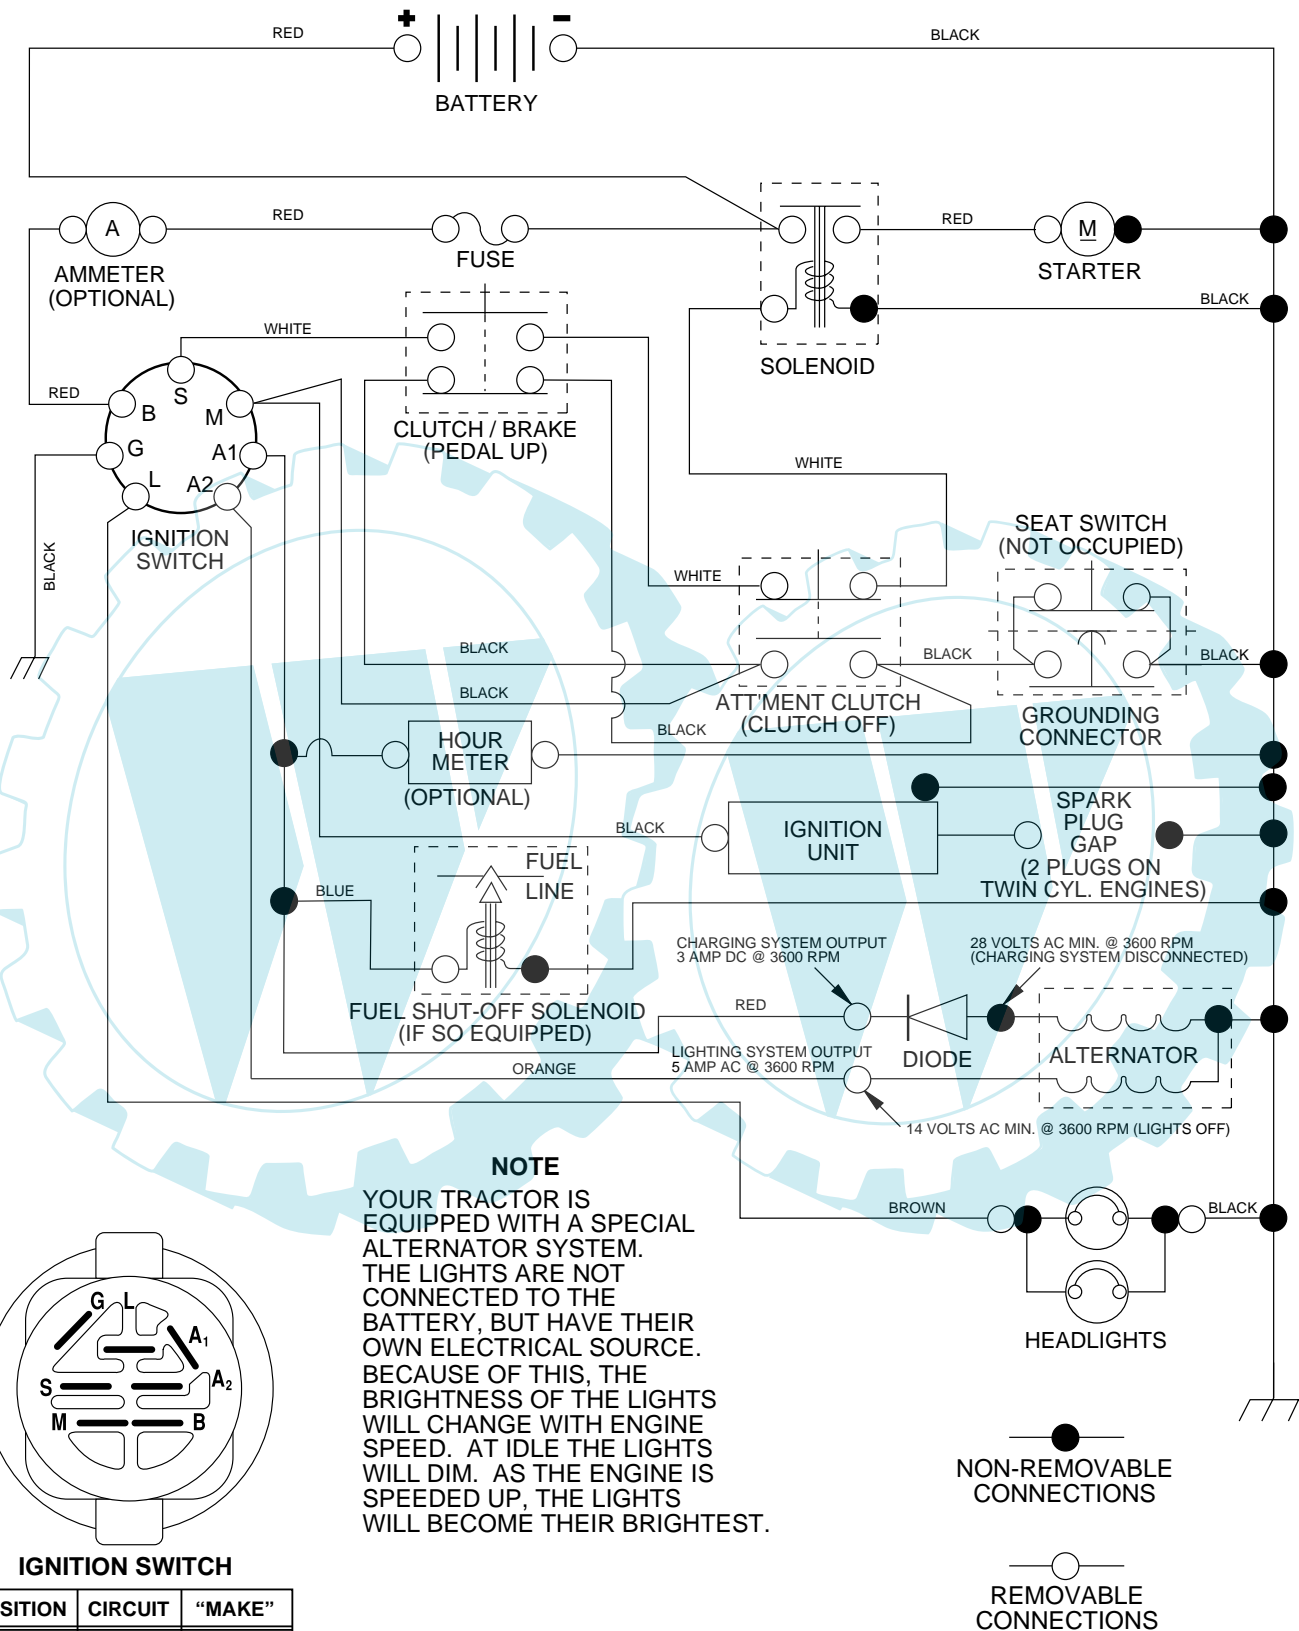 RED
+
-
BLACK
BATTERY
A
RED
AMMETER
(OPTIONAL)
FUSE
RED
M
STARTER
BLACK
SOLENOID
WHITE
RED
S
B
M
G
A1
L
A2
IGNITION
SWITCH
BLACK
CLUTCH / BRAKE
(PEDAL UP)
WHITE
SEAT SWITCH
(NOT OCCUPIED)
WHITE
BLACK
BLACK
BLACK
BLACK
ATT'MENT CLUTCH
(CLUTCH OFF)
BLACK
GROUNDING
CONNECTOR
HOUR
METER
(OPTIONAL)
BLACK
IGNITION
UNIT
SPARK
PLUG
GAP
(2 PLUGS ON
TWIN CYL. ENGINES)
FUEL
LINE
BLUE
FUEL SHUT-OFF SOLENOID
(IF SO EQUIPPED)
CHARGING SYSTEM OUTPUT
3 AMP DC @ 3600 RPM
28 VOLTS AC MIN. @ 3600 RPM
(CHARGING SYSTEM DISCONNECTED)
RED
DIODE
ALTERNATOR
LIGHTING SYSTEM OUTPUT
5 AMP AC @ 3600 RPM
ORANGE
14 VOLTS AC MIN. @ 3600 RPM (LIGHTS OFF)
NOTE
YOUR TRACTOR IS
EQUIPPED WITH A SPECIAL
ALTERNATOR SYSTEM.
THE LIGHTS ARE NOT
CONNECTED TO THE
BATTERY, BUT HAVE THEIR
OWN ELECTRICAL SOURCE.
BECAUSE OF THIS, THE
BRIGHTNESS OF THE LIGHTS
WILL CHANGE WITH ENGINE
SPEED. AT IDLE THE LIGHTS
WILL DIM. AS THE ENGINE IS
SPEEDED UP, THE LIGHTS
WILL BECOME THEIR BRIGHTEST.
BROWN
BLACK
HEADLIGHTS
G
L
A1
S
A2
M
B
IGNITION SWITCH
SITION CIRCUIT "MAKE"
NON-REMOVABLE
CONNECTIONS
REMOVABLE
CONNECTIONS